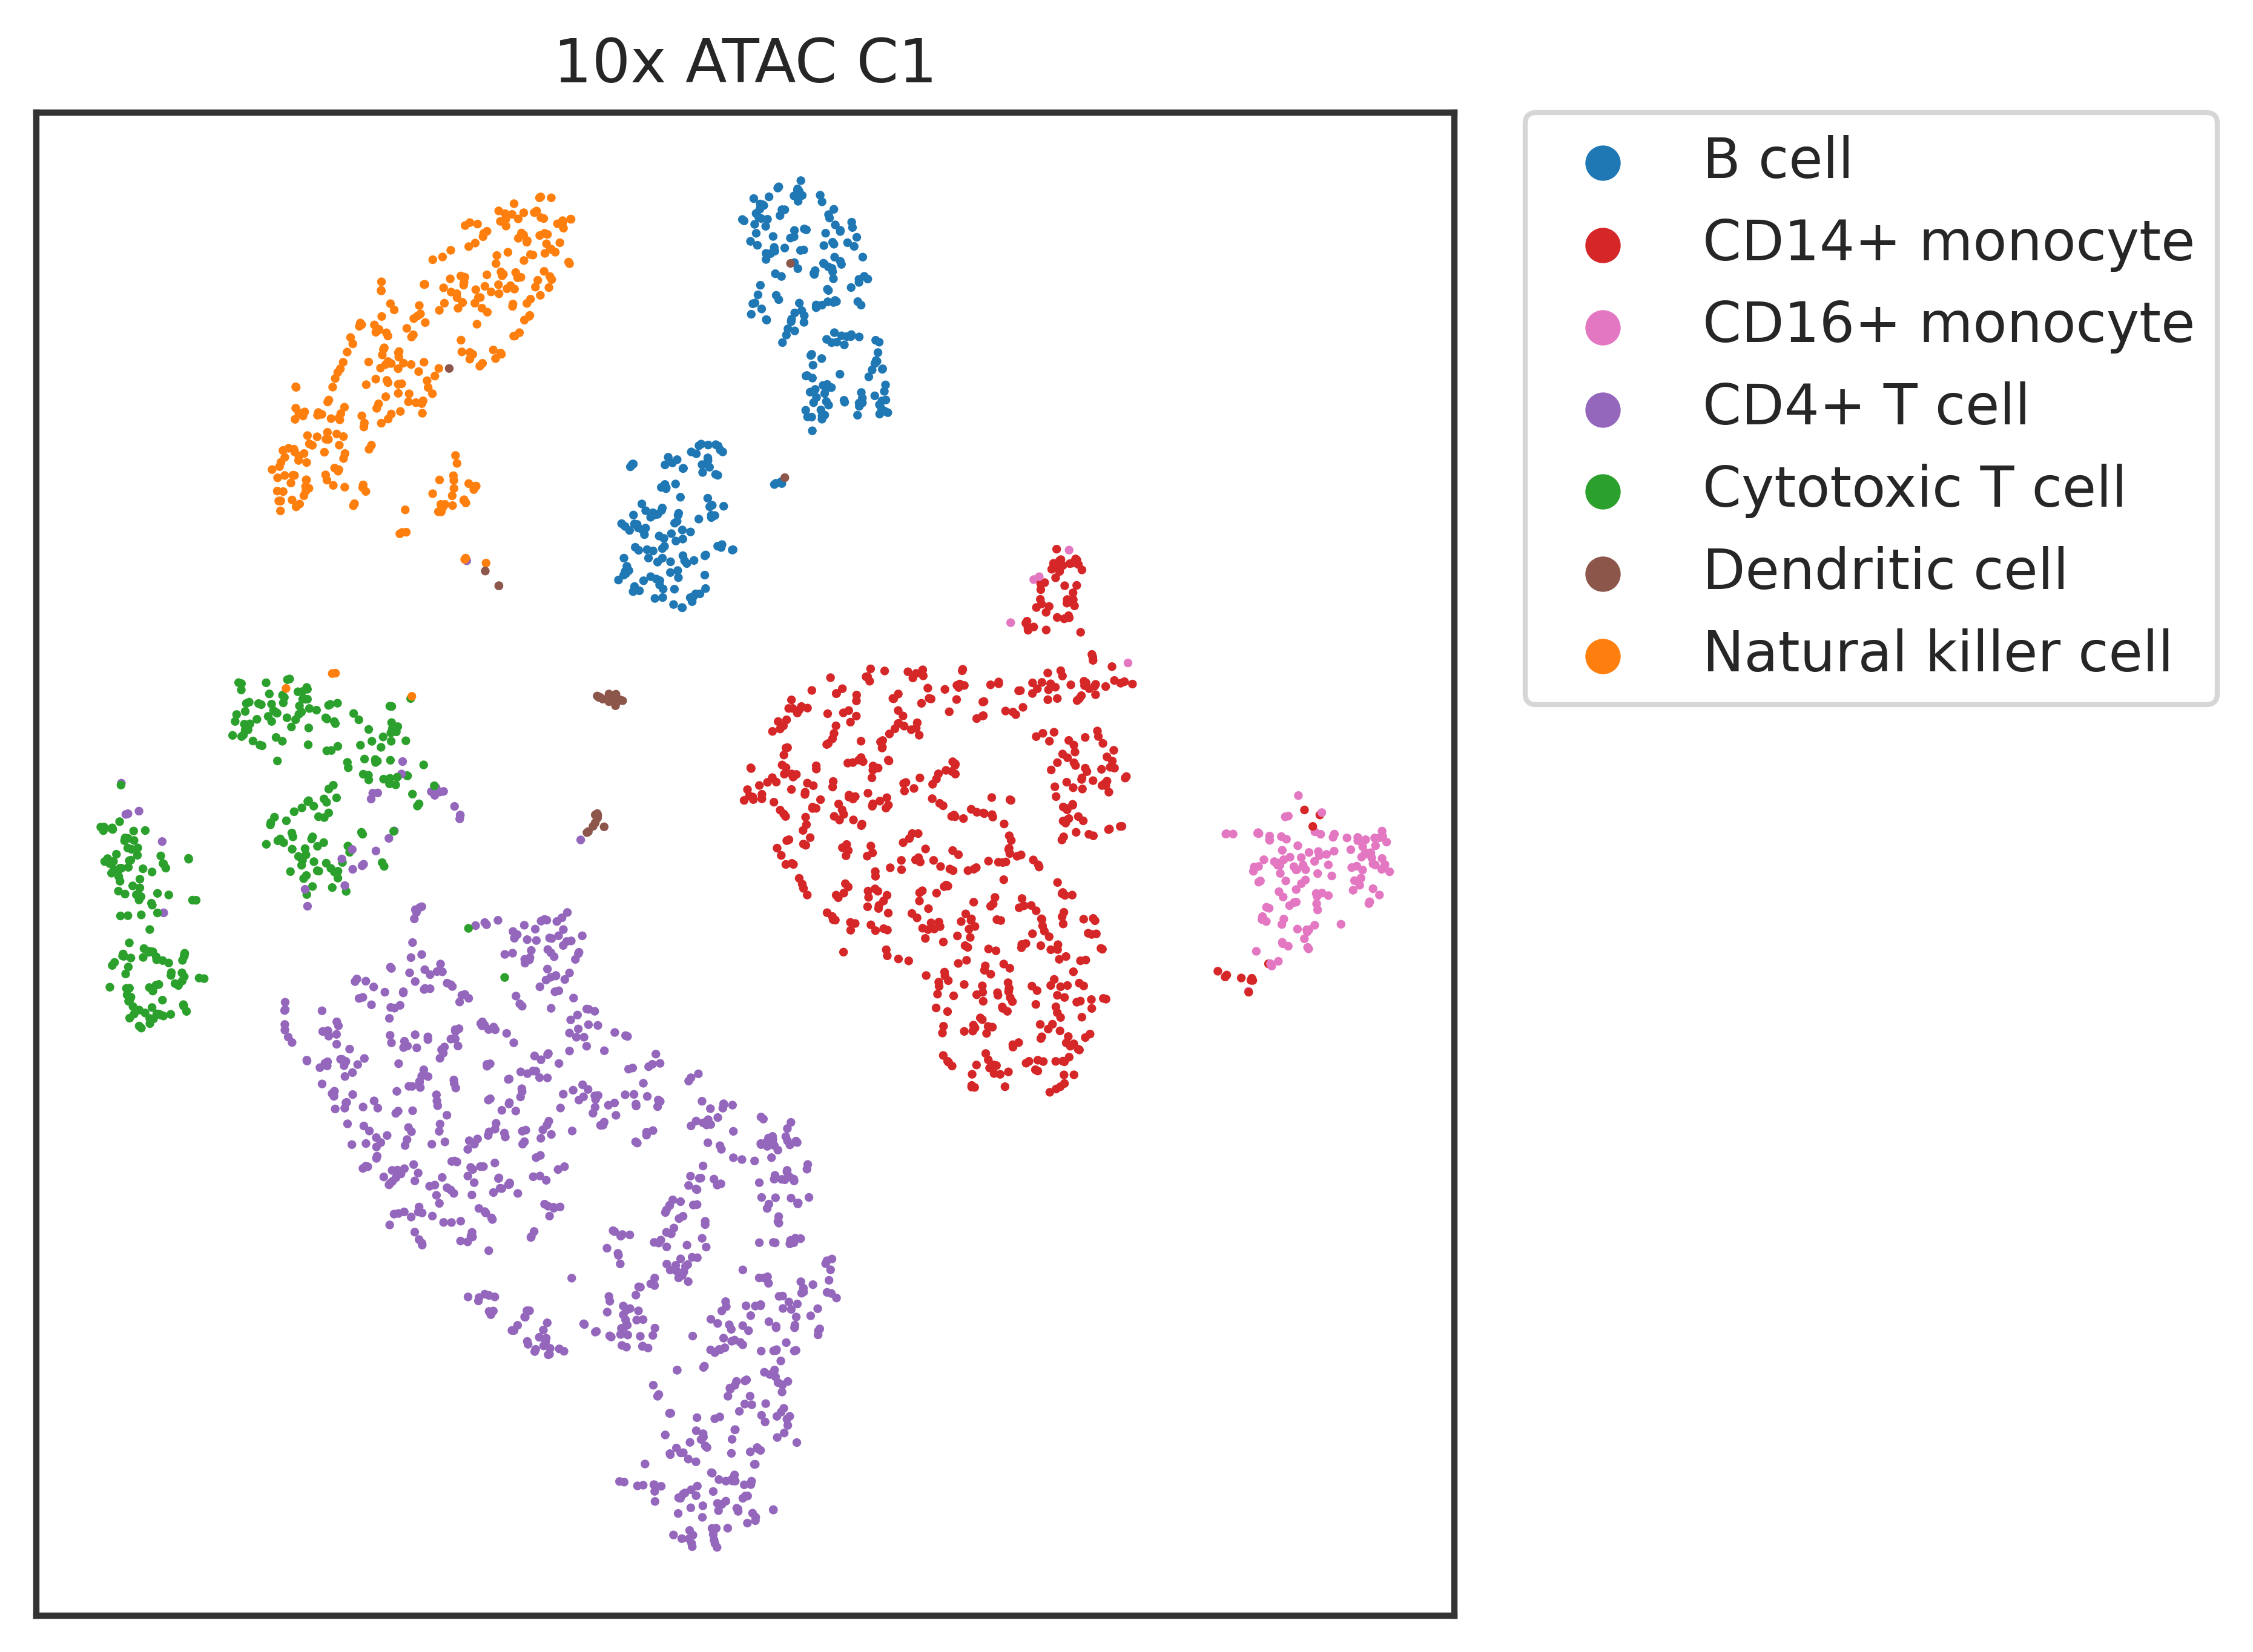 10x ATAC C1
B cell
CD14+ monocyte
CD16+ monocyte
CD4+ T cell
Cytotoxic T cell
Dendritic cell
Natural killer cell